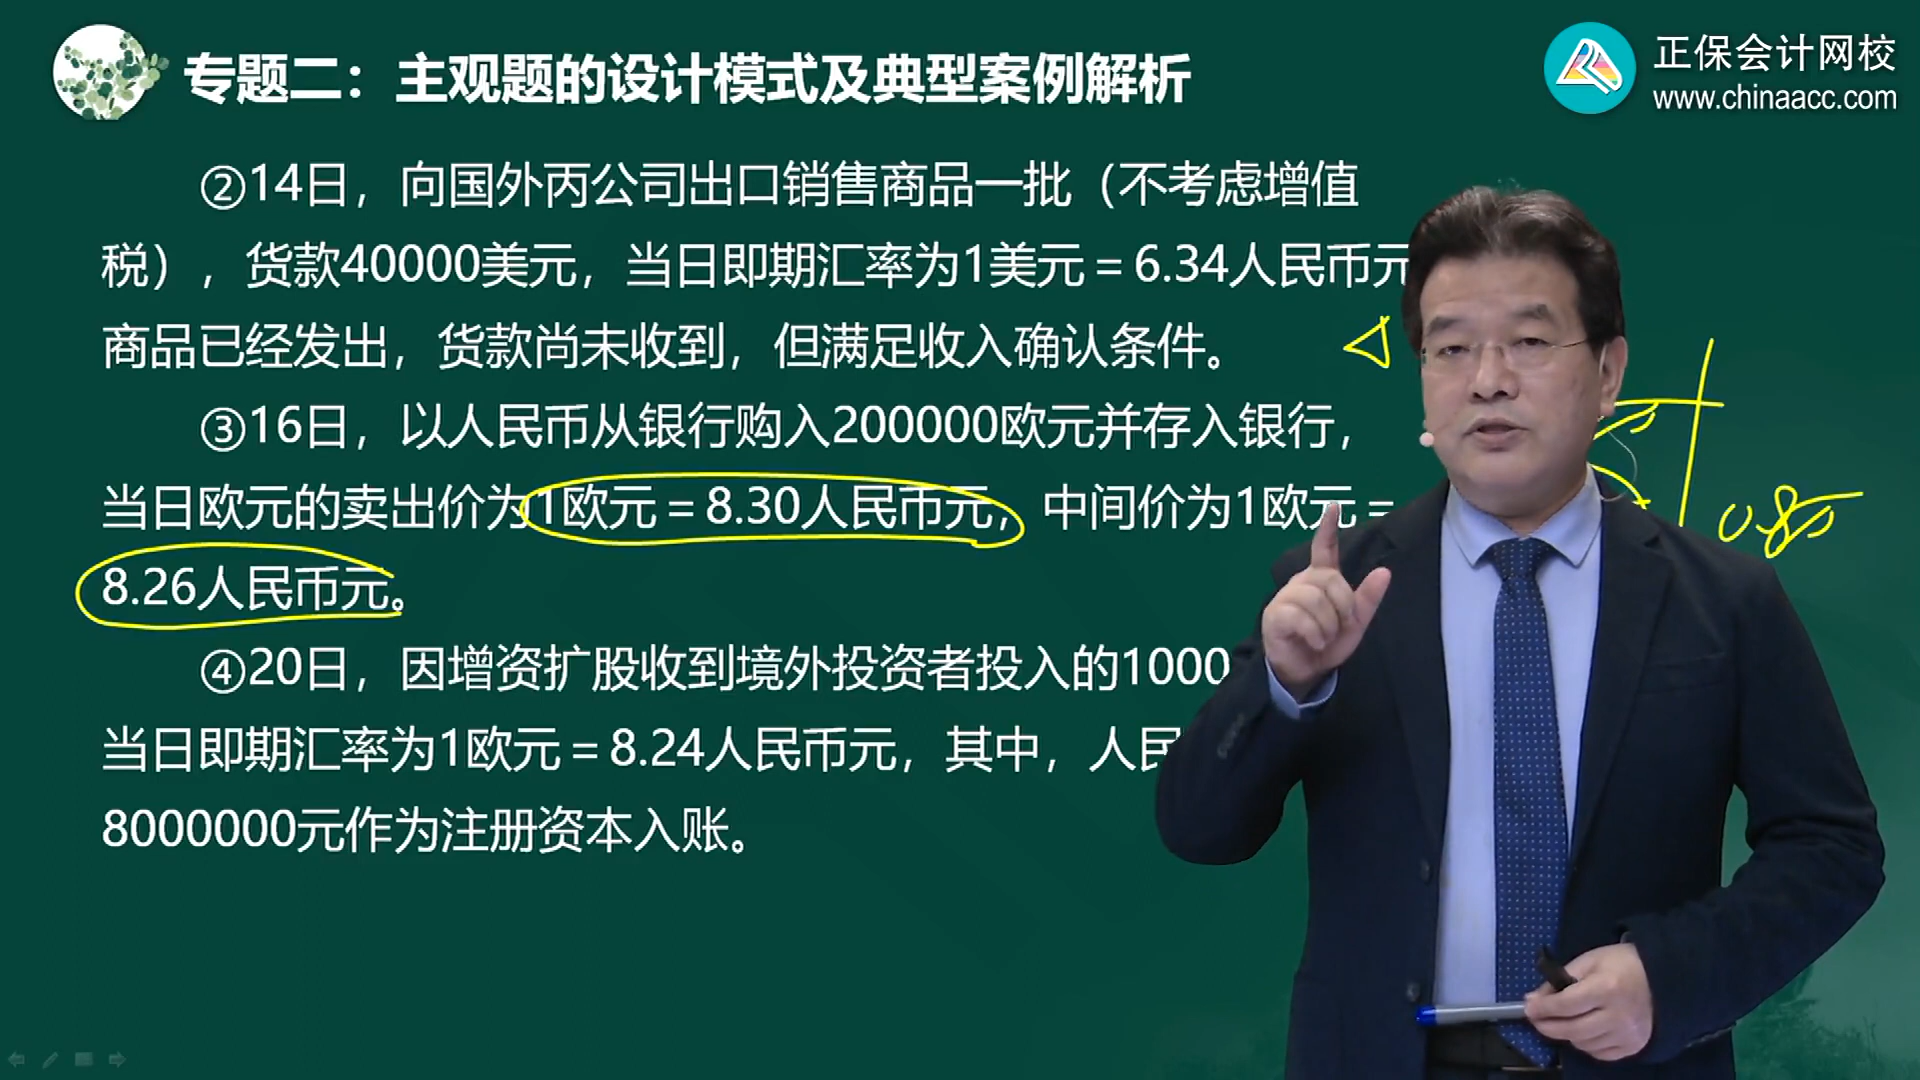 专题二：主观题的设计模式及典型案例解析
正保会计网校
www.chinaacc.com
②14日，向国外丙公司出口销售商品一批（不考虑增值
税），货款40000美元，当日即期汇率为1美元＝6.34人民币元
商品已经发出，货款尚未收到，但满足收入确认条件。
③16日，以人民币从银行购入200000欧元并存入银行，
当日欧元的卖出价为1欧元＝8.30人民币元，中间价为1欧元＝
8.26人民币元。
④20日，因增资扩股收到境外投资者投入的1000
当日即期汇率为1欧元＝8.24人民币元，其中，人民
8000000元作为注册资本入账。